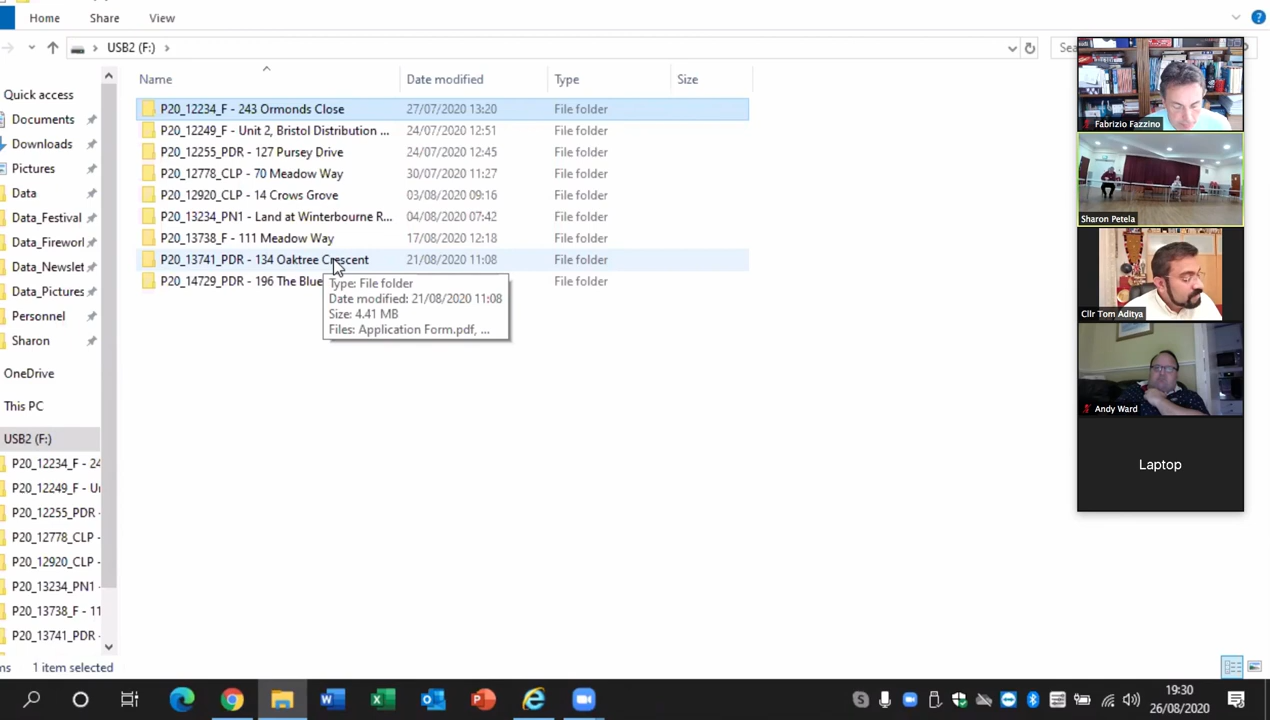 Home Share View
USB2 (F:)
Sea
Name Date modified Type Size
Quick access
Documents
Downloads
Pictures
Data
Data_Festival
Data_Firewor
Data_Newslet
Data_Pictures
Personnel
Sharon
OneDrive
This PC
USB2 (F:)
P20_12234_F - 24
P20_12249_F - Un
P20_12255_PDR -
P20_12778_CLP -
P20_12920_CLP -
P20_13234_PN1 -
P20_13738_F - 11
P20_13741_PDR -
P20_12234_F - 243 Ormonds Close 27/07/2020 13:20 File folder
P20_12249_F - Unit 2, Bristol Distribution ... 24/07/2020 12:51 File folder
P20_12255_PDR - 127 Pursey Drive 24/07/2020 12:45 File folder
P20_12778_CLP - 70 Meadow Way 30/07/2020 11:27 File folder
P20_12920_CLP - 14 Crows Grove 03/08/2020 09:16 File folder
P20_13234_PN1 - Land at Winterbourne R... 04/08/2020 07:42 File folder
P20_13738_F - 111 Meadow Way 17/08/2020 12:18 File folder
P20_13741_PDR - 134 Oaktree Crescent 21/08/2020 11:08 File folder
P20_14729_PDR - 196 The Blue File folder
Type: File folder
Date modified: 21/08/2020 11:08
Size: 4.41 MB
Files: Application Form.pdf, ...
Fabrizio Fazzino
Sharon Petela
Cllr Tom Aditya
Andy Ward
Laptop
ms 1 item selected
19:30
26/08/2020